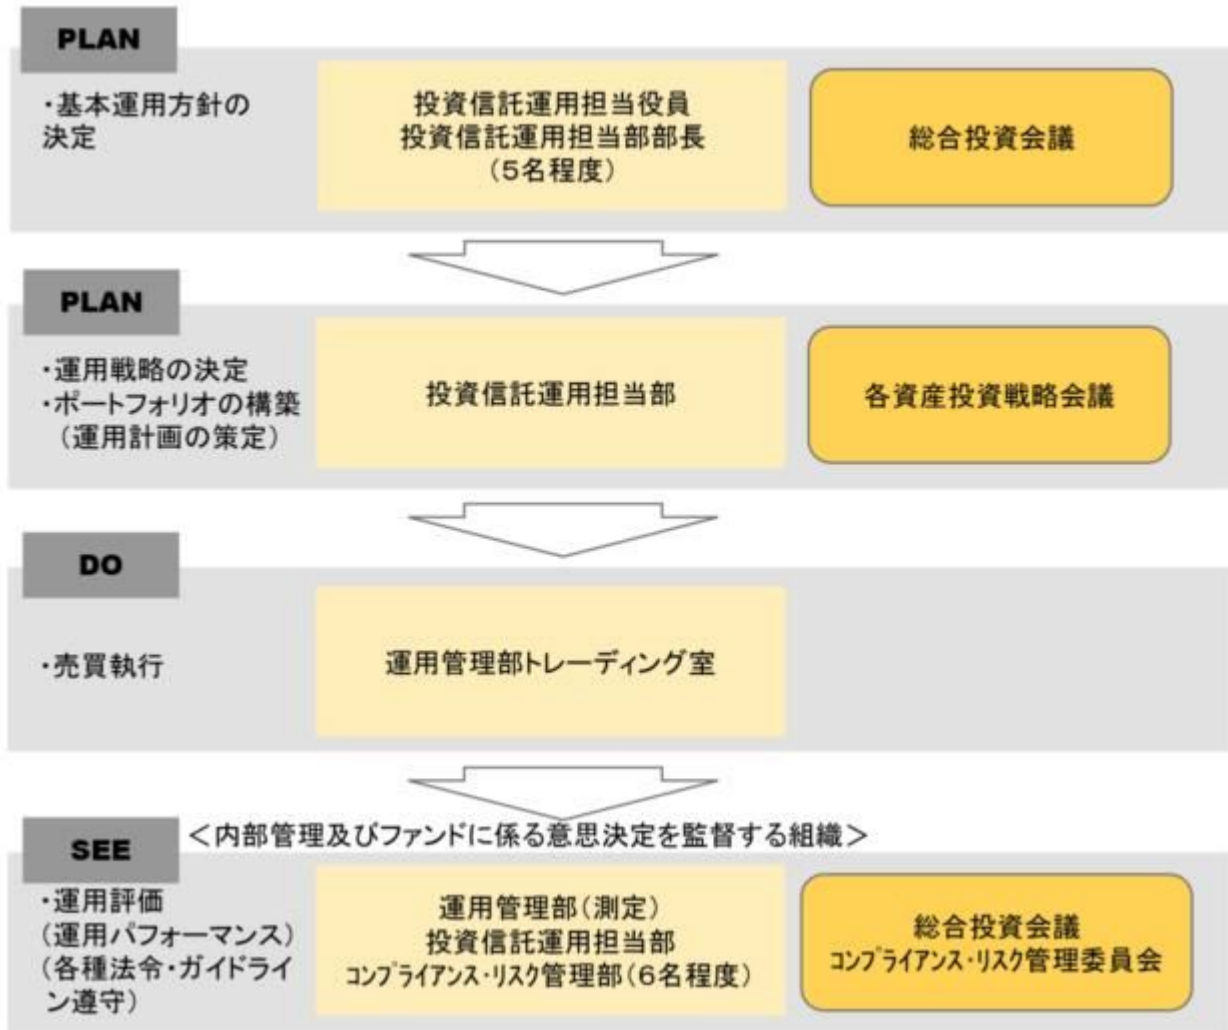 PLAN
・基本運用方針の
決定
投資信託運用担当役員
投資信託運用担当部部長
(5名程度)
総合投資会議
PLAN
・運用戦略の決定
・ポートフォリオの構築
(運用計画の策定)
投資信託運用担当部
各資産投資戦略会議
DO
・売買執行
運用管理部トレーディング室
<内部管理及びファンドに係る意思決定を監督する組織>
SEE
・運用評価
(運用パフォーマンス)
(各種法令・ガイドライ
ン遵守)
運用管理部(測定)
投資信託運用担当部
コンプライアンス・リスク管理部(6名程度)
総合投資会議
コンプライアンス・リスク管理委員会